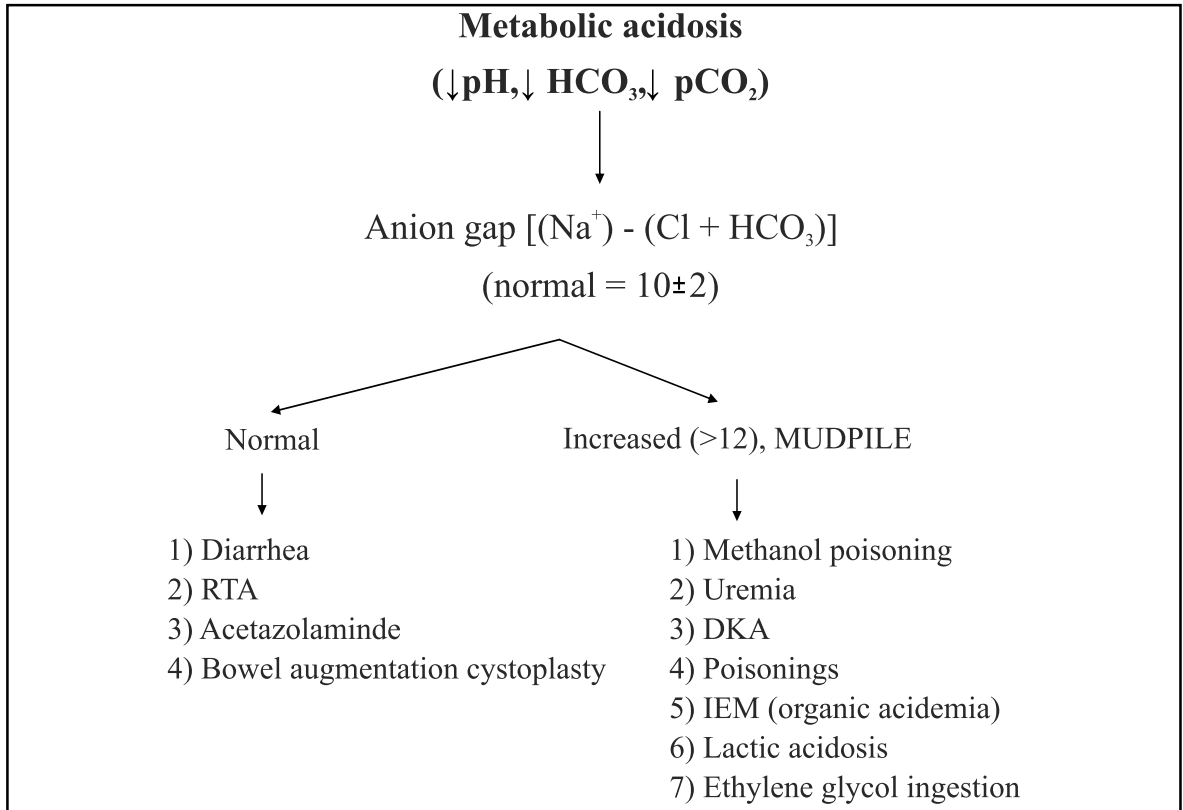 Metabolic acidosis
(↓pH,↓ HCO₃,↓ pCO₂)
Anion gap [(Na⁺) - (Cl + HCO₃)]
(normal = 10±2)
Normal
Increased (>12), MUDPILE
1) Diarrhea
2) RTA
3) Acetazolaminde
4) Bowel augmentation cystoplasty
1) Methanol poisoning
2) Uremia
3) DKA
4) Poisonings
5) IEM (organic acidemia)
6) Lactic acidosis
7) Ethylene glycol ingestion